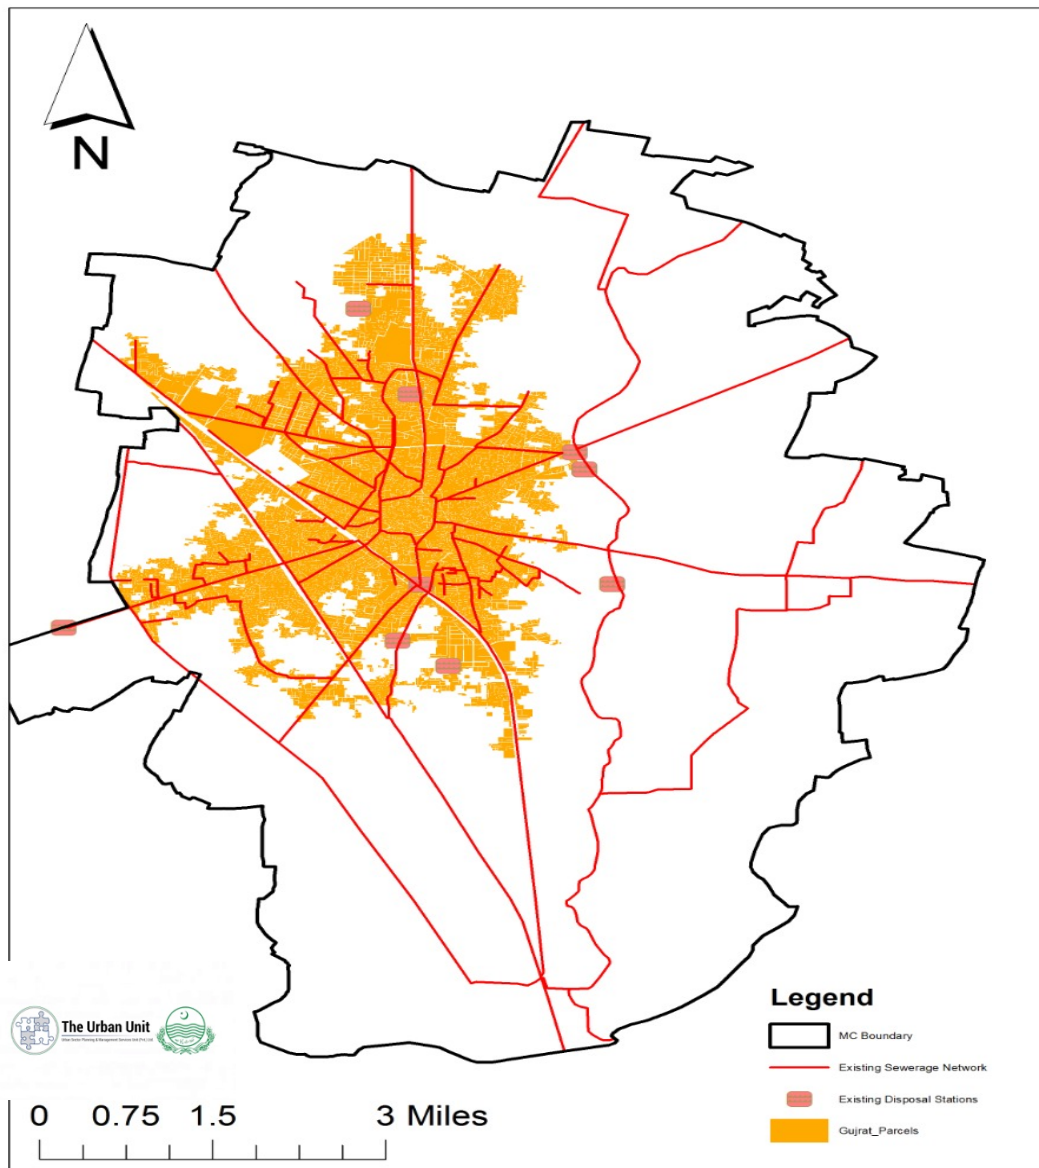 N
The Urban Unit
Legend
MC Boundary
Existing Sewerage Network
Existing Disposal Stations
Gujrat_Parcels
0 0.75 1.5 3 Miles